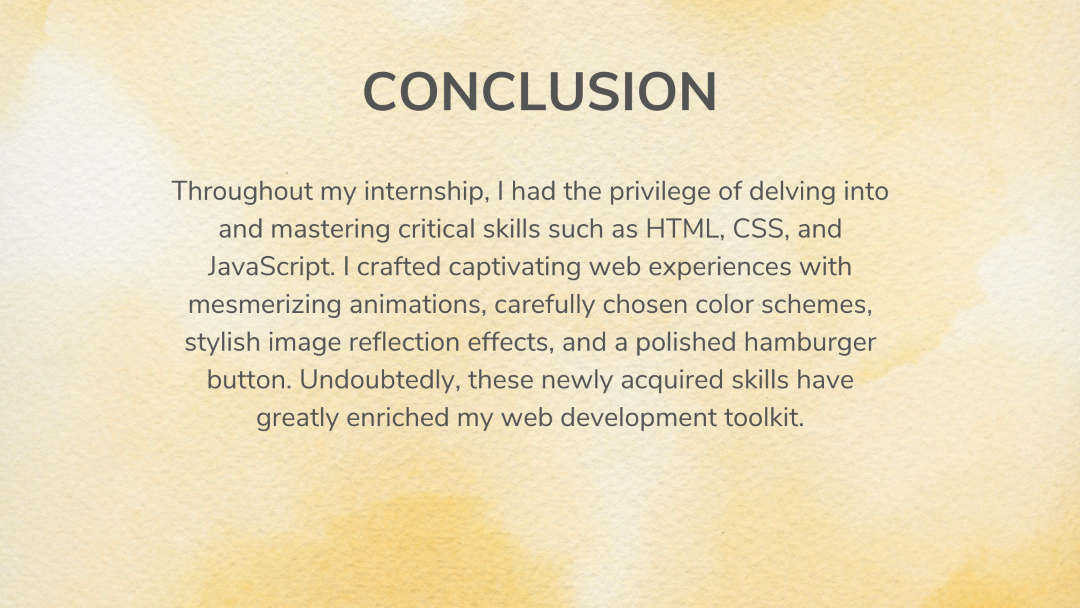 CONCLUSION
Throughout my internship, I had the privilege of delving into
and mastering critical skills such as HTML, CSS, and
JavaScript. I crafted captivating web experiences with
mesmerizing animations, carefully chosen color schemes,
stylish image reflection effects, and a polished hamburger
button. Undoubtedly, these newly acquired skills have
greatly enriched my web development toolkit.